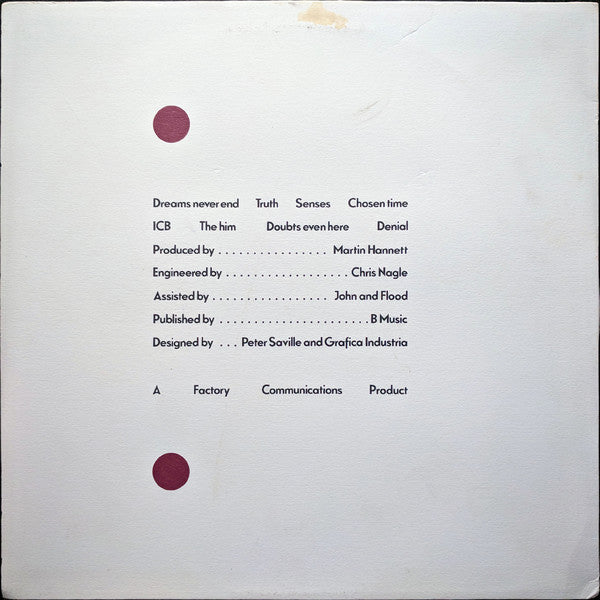 Dreams never end Truth Senses Chosen time
ICB The him Doubts even here Denial
Produced by . . . . . . . . . . . . . . . . Martin Hannett
Engineered by . . . . . . . . . . . . . . . . . . Chris Nagle
Assisted by . . . . . . . . . . . . . . . . . John and Flood
Published by . . . . . . . . . . . . . . . . . . . . . . B Music
Designed by . . . Peter Saville and Grafica Industria
A Factory Communications Product